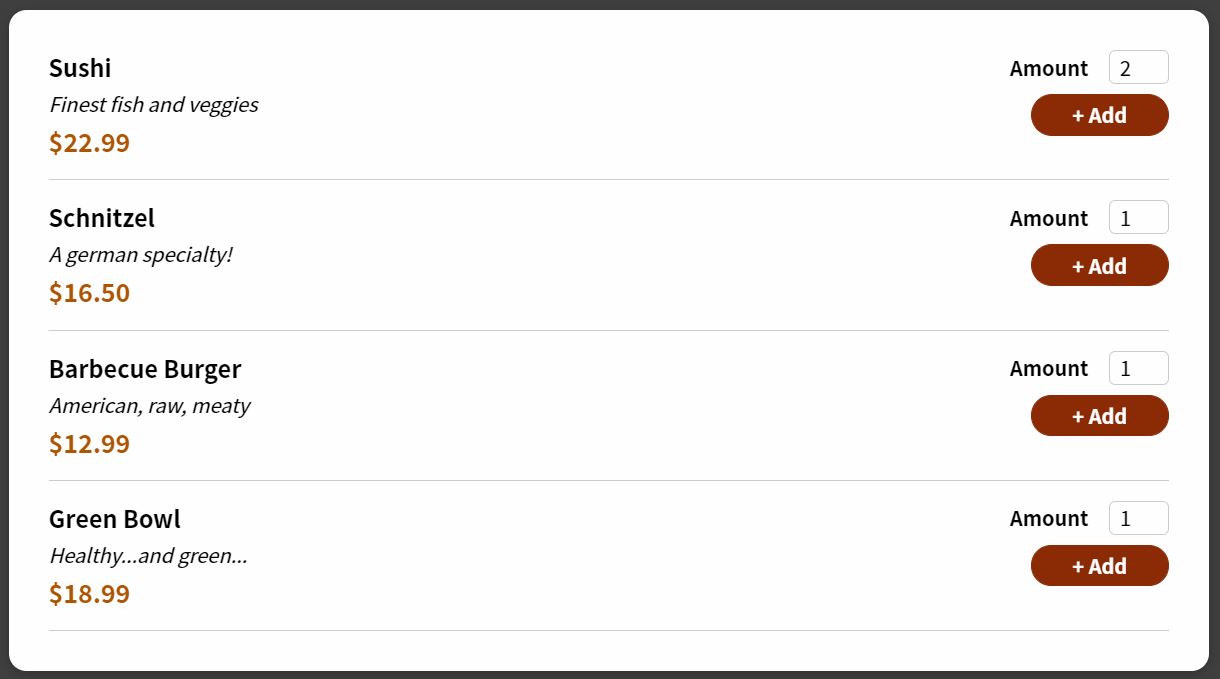 Sushi
Amount 2
Finest fish and veggies
+ Add
$22.99
Schnitzel
Amount 1
A german specialty!
+ Add
$16.50
Barbecue Burger
Amount 1
American, raw, meaty
+ Add
$12.99
Green Bowl
Amount 1
Healthy...and green...
+ Add
$18.99